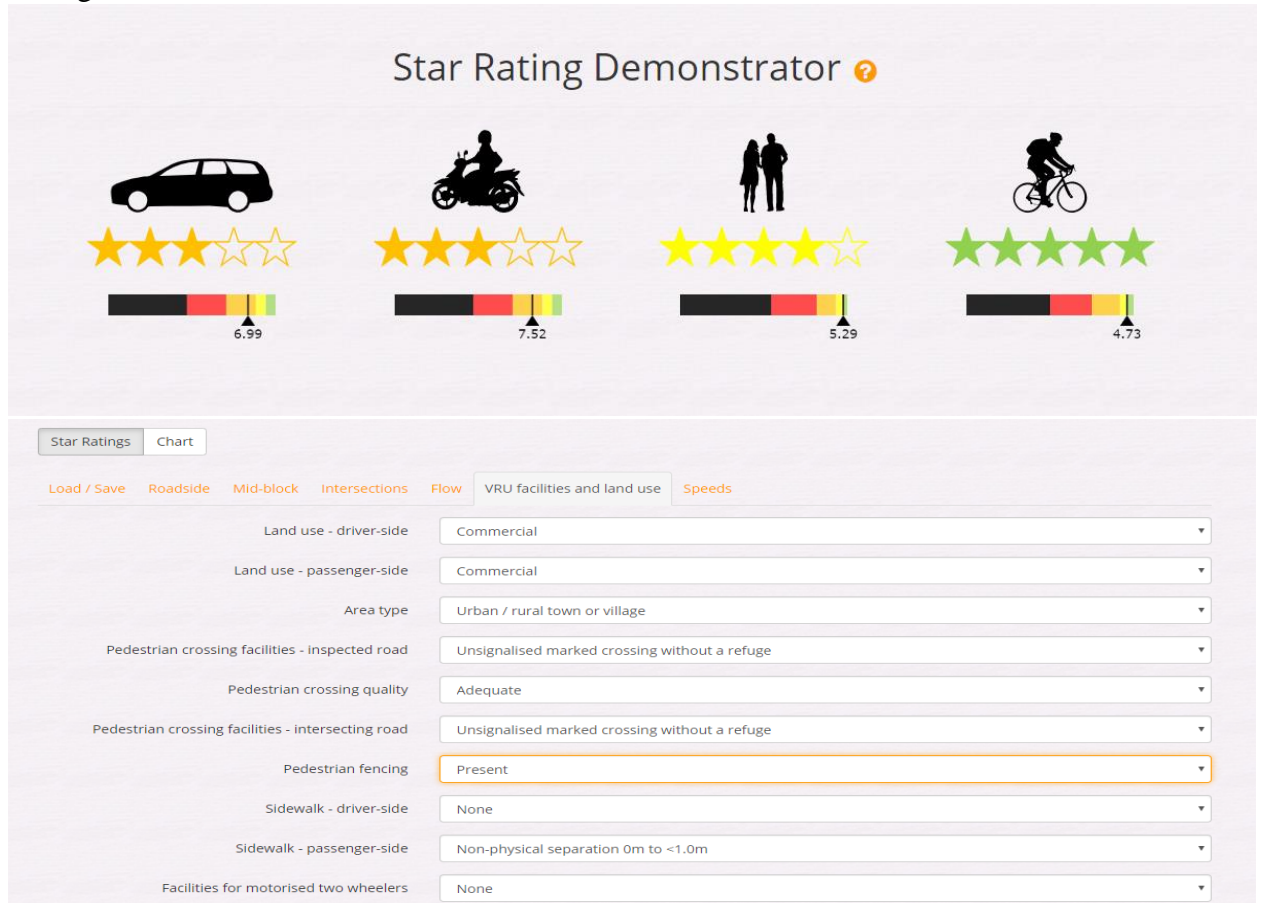 Star Rating Demonstrator ?
6.99 7.52 5.29 4.73
Star Ratings Chart
Load / Save Roadside Mid-block Intersections Flow VRU facilities and land use Speeds
Land use - driver-side Commercial
Land use - passenger-side Commercial
Area type Urban / rural town or village
Pedestrian crossing facilities - inspected road Unsignalised marked crossing without a refuge
Pedestrian crossing quality Adequate
Pedestrian crossing facilities - intersecting road Unsignalised marked crossing without a refuge
Pedestrian fencing Present
Sidewalk - driver-side None
Sidewalk - passenger-side Non-physical separation 0m to <1.0m
Facilities for motorised two wheelers None